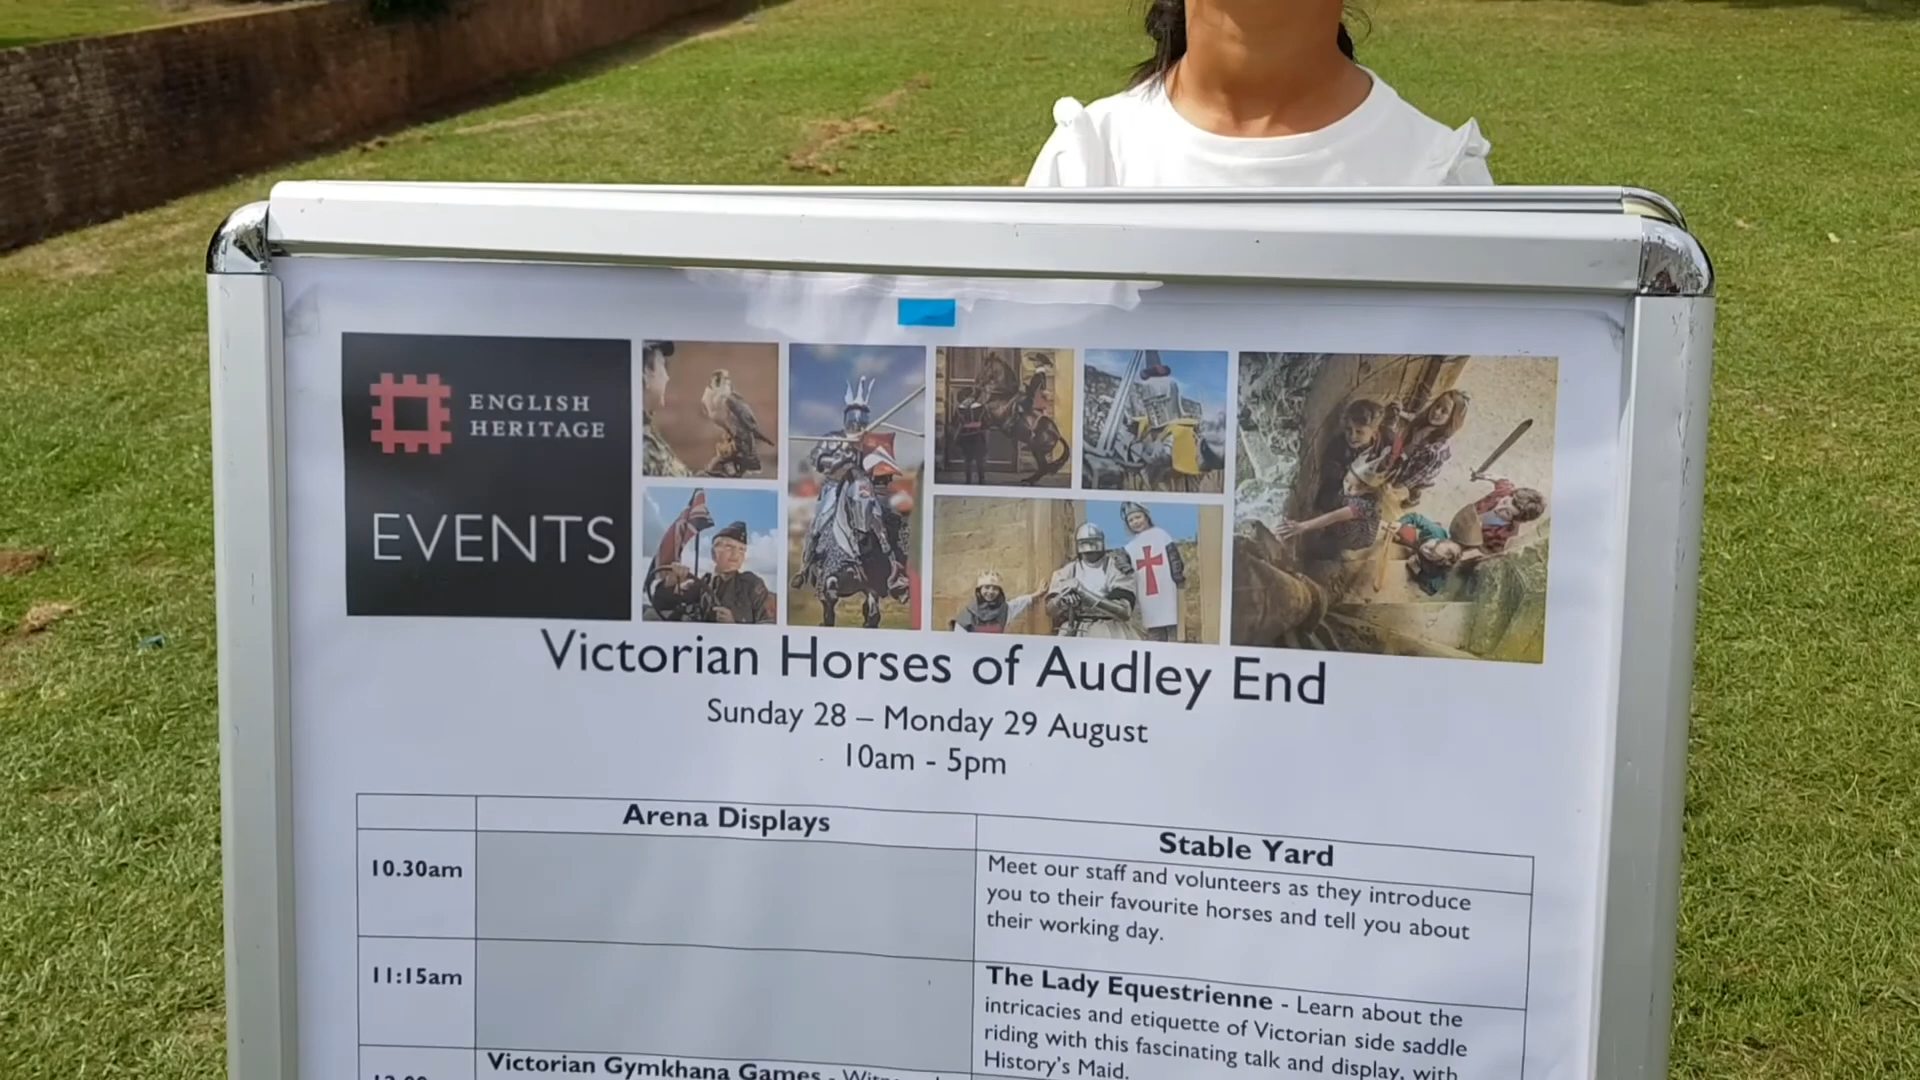 ENGLISH
HERITAGE
EVENTS
Victorian Horses of Audley End
Sunday 28 – Monday 29 August
10am - 5pm
Arena Displays
Stable Yard
10.30am
Meet our staff and volunteers as they introduce
you to their favourite horses and tell you about
their working day.
11:15am
The Lady Equestrienne - Learn about the
intricacies and etiquette of Victorian side saddle
riding with this fascinating talk and display, with
History's Maid.
Victorian Gymkhana Games -